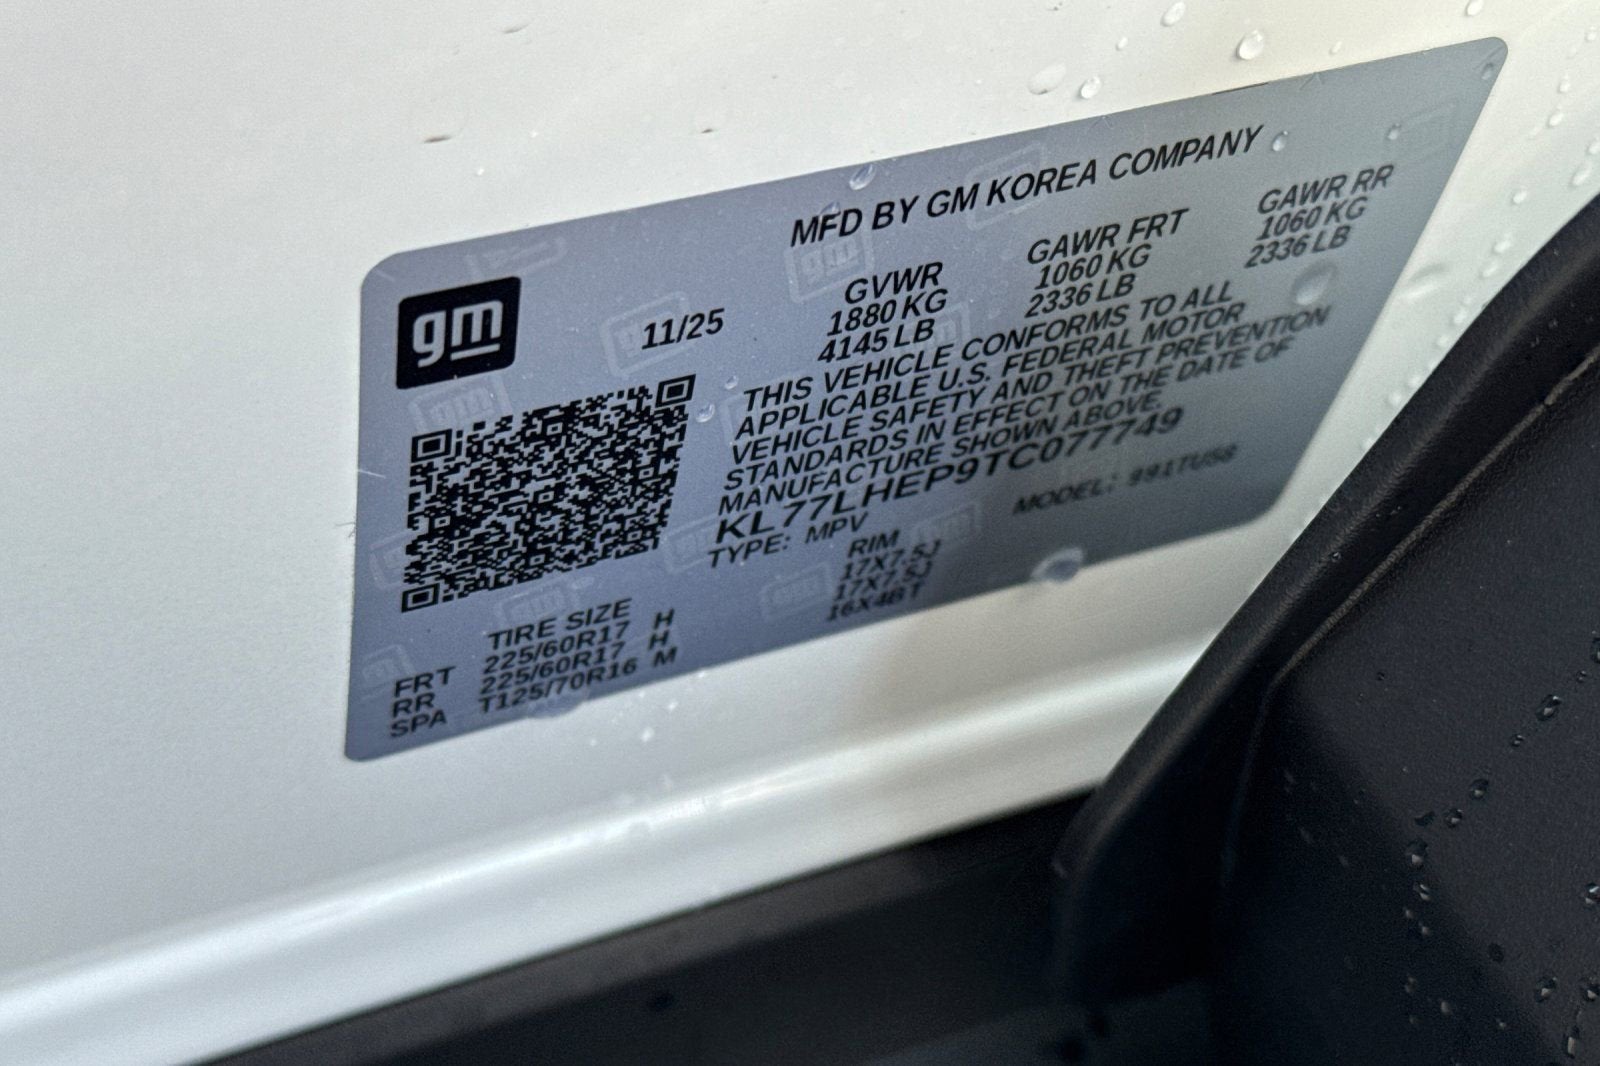 MFD BY GM KOREA COMPANY
gm
11/25
GVWR GAWR FRT GAWR RR
1880 KG 1060 KG 1060 KG
4145 LB 2336 LB 2336 LB
THIS VEHICLE CONFORMS TO ALL
APPLICABLE U.S. FEDERAL MOTOR
VEHICLE SAFETY AND THEFT PREVENTION
STANDARDS IN EFFECT ON THE DATE OF
MANUFACTURE SHOWN ABOVE.
KL77LHEP9TC077749
TYPE: MPV MODEL: 991TU58
TIRE SIZE RIM
FRT 225/60R17 H 17X7.5J
RR 225/60R17 H 17X7.5J
SPA T125/70R16 M 16X4BT